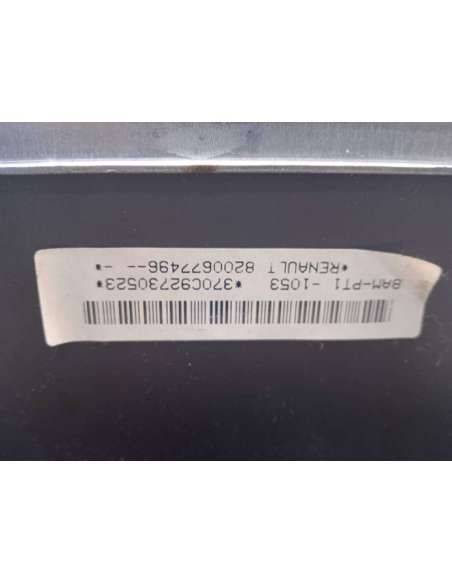 BAM-PT1 -1053 *370C92730523*
*RENAULT 8200677496-- -*